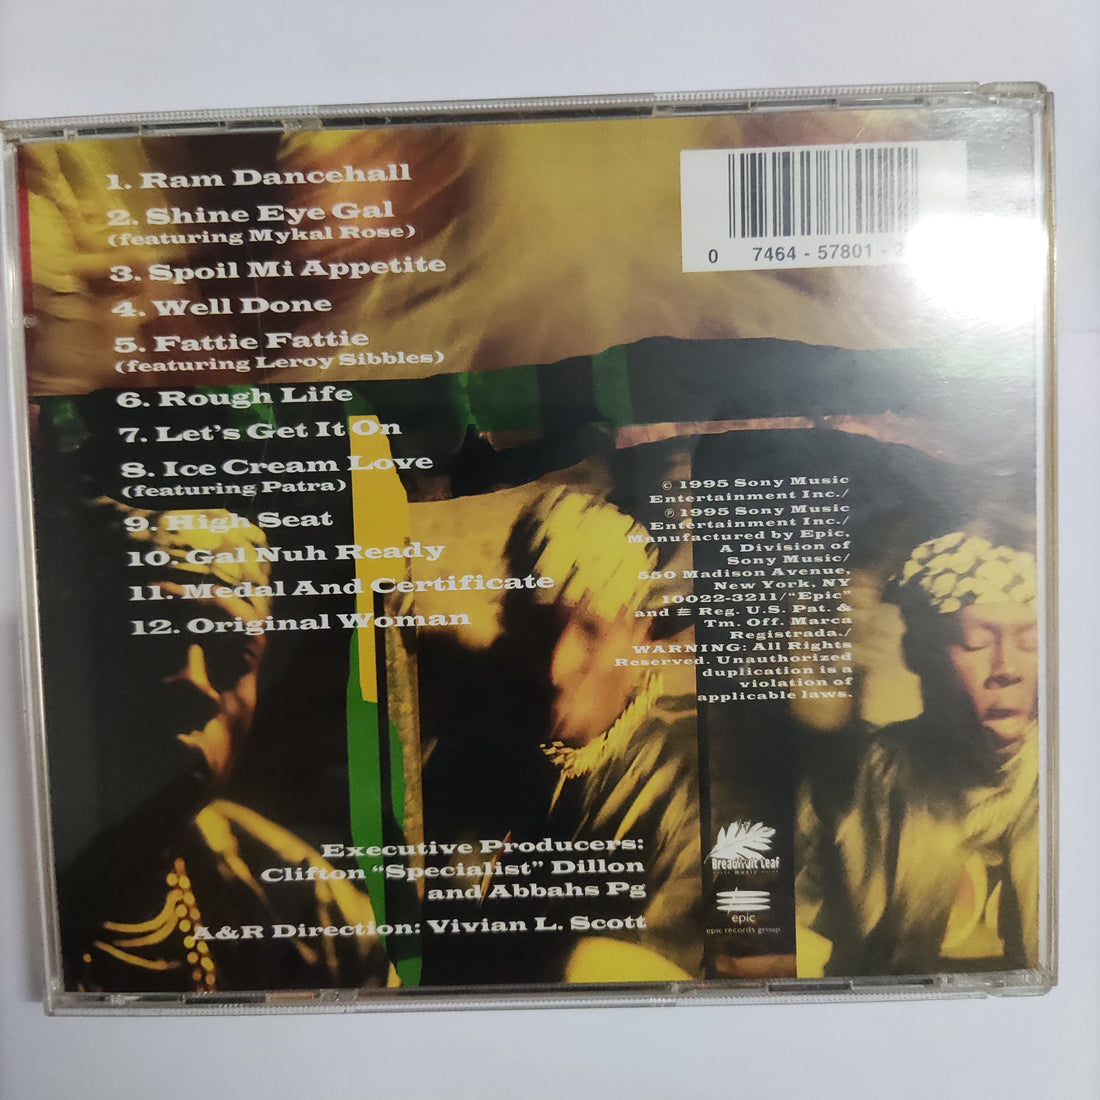 1. Ram Dancehall
2. Shine Eye Gal
(featuring Mykal Rose)
3. Spoil Mi Appetite
4. Well Done
5. Fattie Fattie
(featuring Leroy Sibbles)
6. Rough Life
7. Let's Get It On
8. Ice Cream Love
(featuring Patra)
9. High Seat
10. Gal Nuh Ready
11. Medal And Certificate
12. Original Woman
0 7464 - 57801 - 2
© 1995 Sony Music
Entertainment Inc./
℗ 1995 Sony Music
Entertainment Inc./
Manufactured by Epic,
A Division of
Sony Music/
550 Madison Avenue,
New York, NY
10022-3211/"Epic"
and Reg. U.S. Pat. &
Tm. Off. Marca
Registrada./
WARNING: All Rights
Reserved. Unauthorized
duplication is a
violation of
applicable laws.
Executive Producers:
Clifton "Specialist" Dillon
and Abbahs Pg
A&R Direction: Vivian L. Scott
Breadfruit Leaf
MUSIC
epic
epic records group